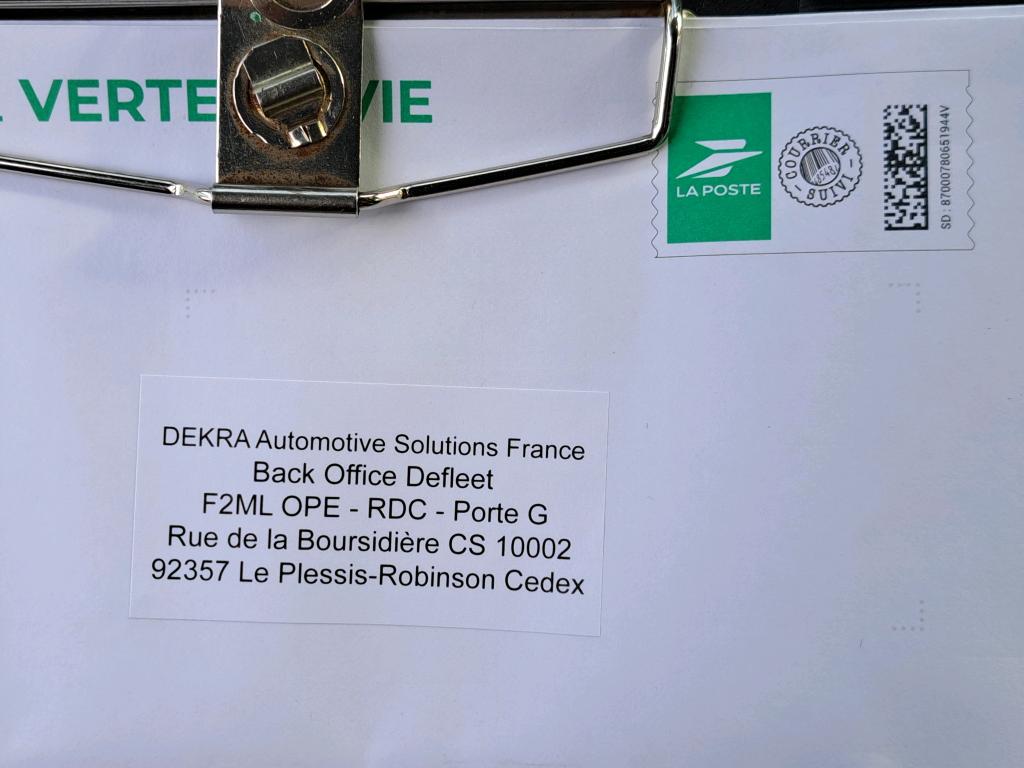 VERTE VIE
LA POSTE
COURRIER
SUIVI
SD : 87000780651944V
DEKRA Automotive Solutions France
Back Office Defleet
F2ML OPE - RDC - Porte G
Rue de la Boursidière CS 10002
92357 Le Plessis-Robinson Cedex